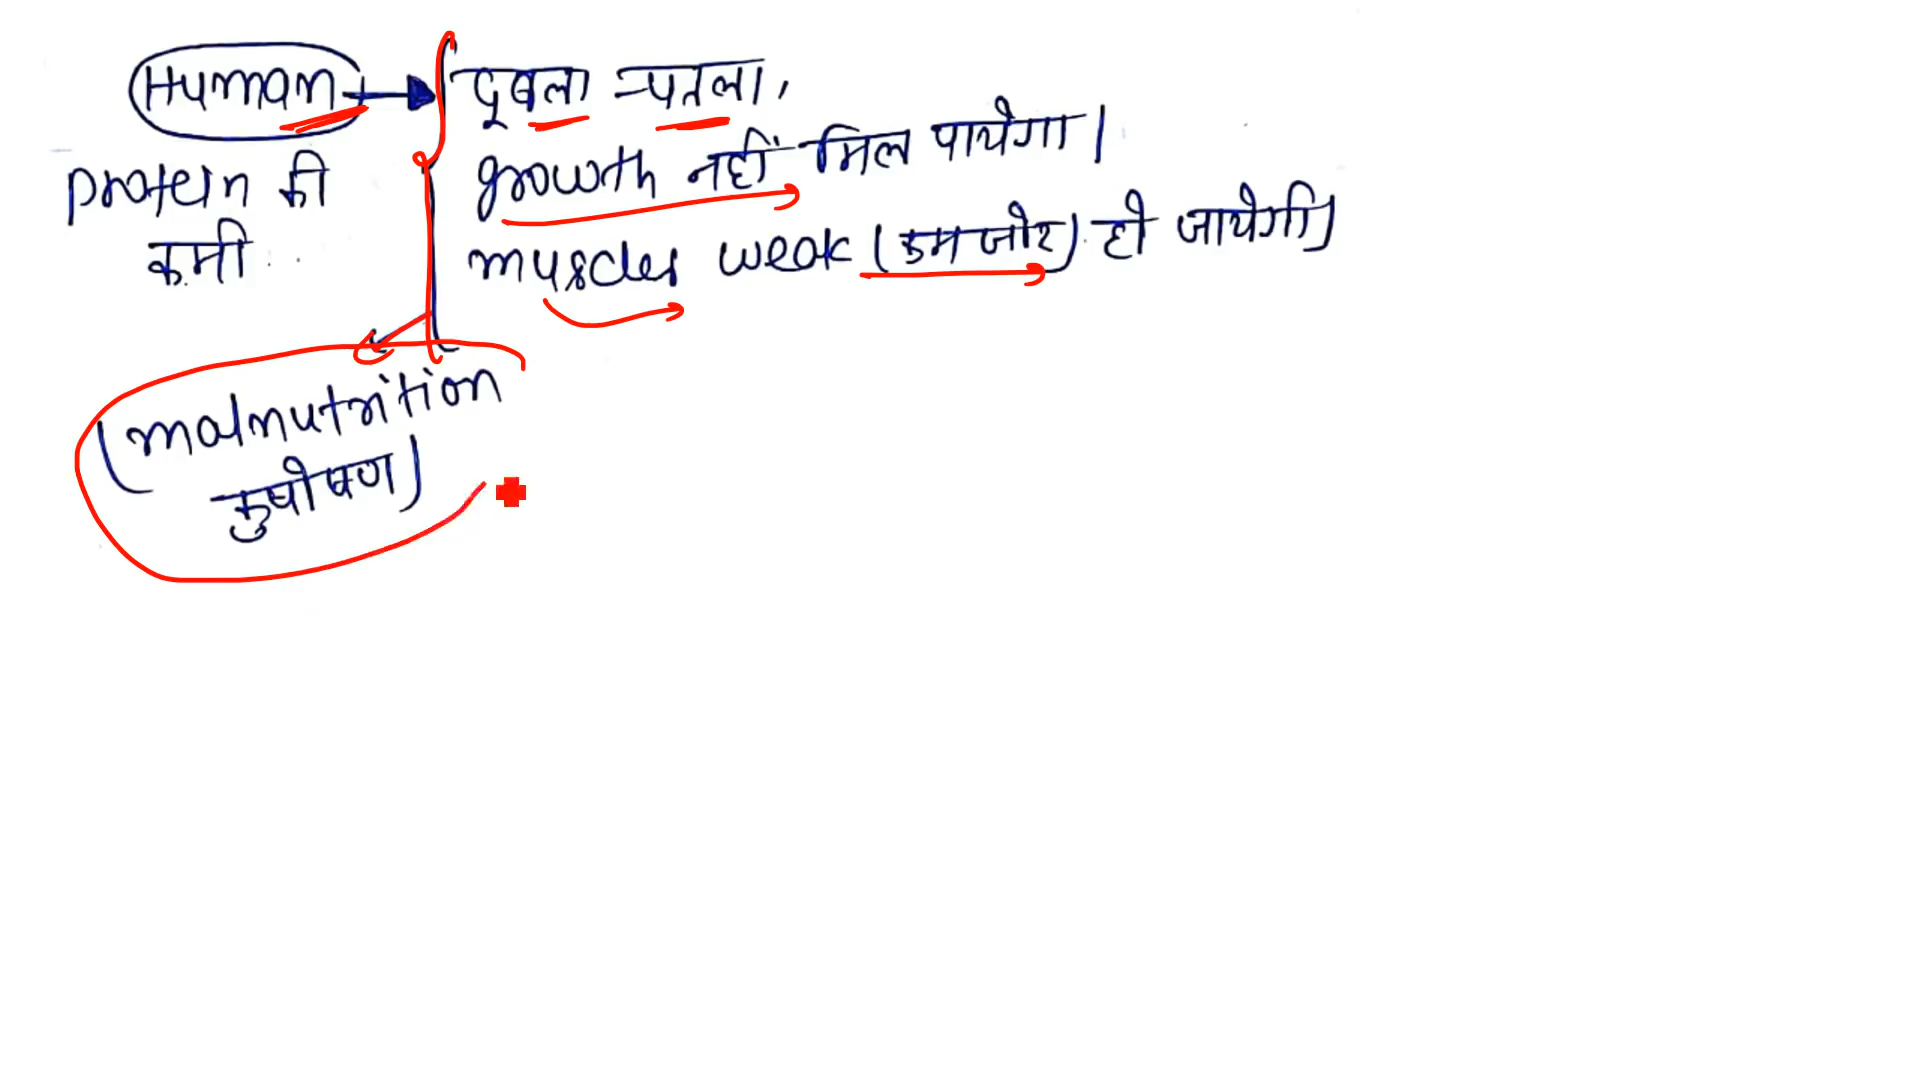 Human → दूबला - पतला,
growth नहीं मिल पायेगा।
protein की
कमी
muscles weak (कमजोर) हो जायेगी।
(malnutrition
कुपोषण)